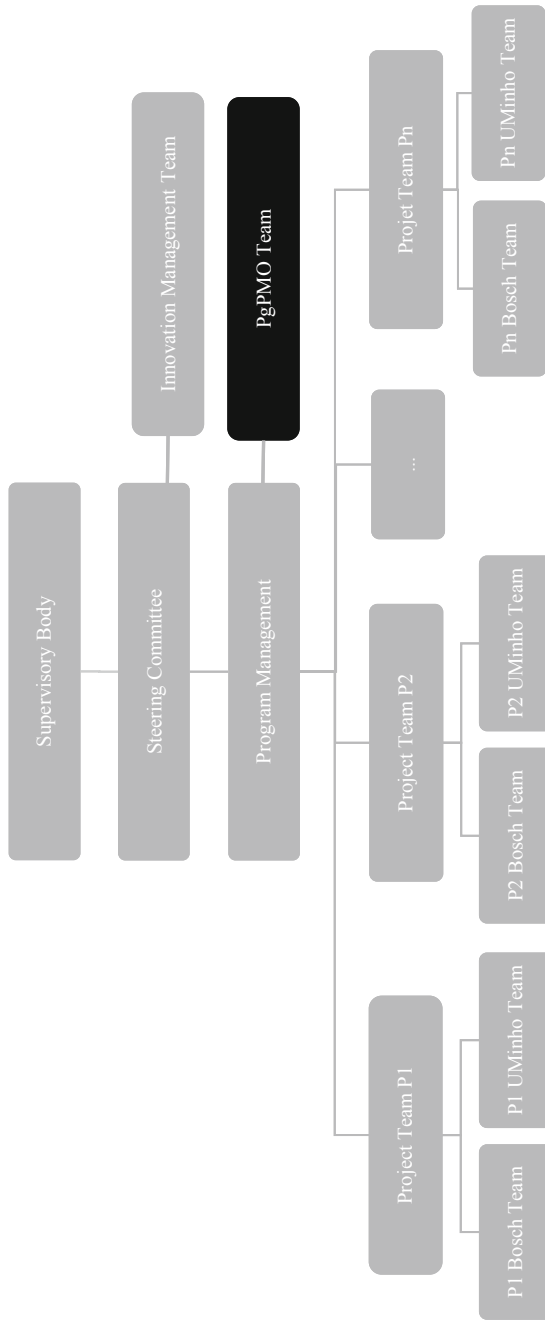 Supervisory Body
Steering Committee
Innovation Management Team
Program Management
PgPMO Team
Project Team P1
Project Team P2
...
Projet Team Pn
P1 Bosch Team
P1 UMinho Team
P2 Bosch Team
P2 UMinho Team
Pn Bosch Team
Pn UMinho Team